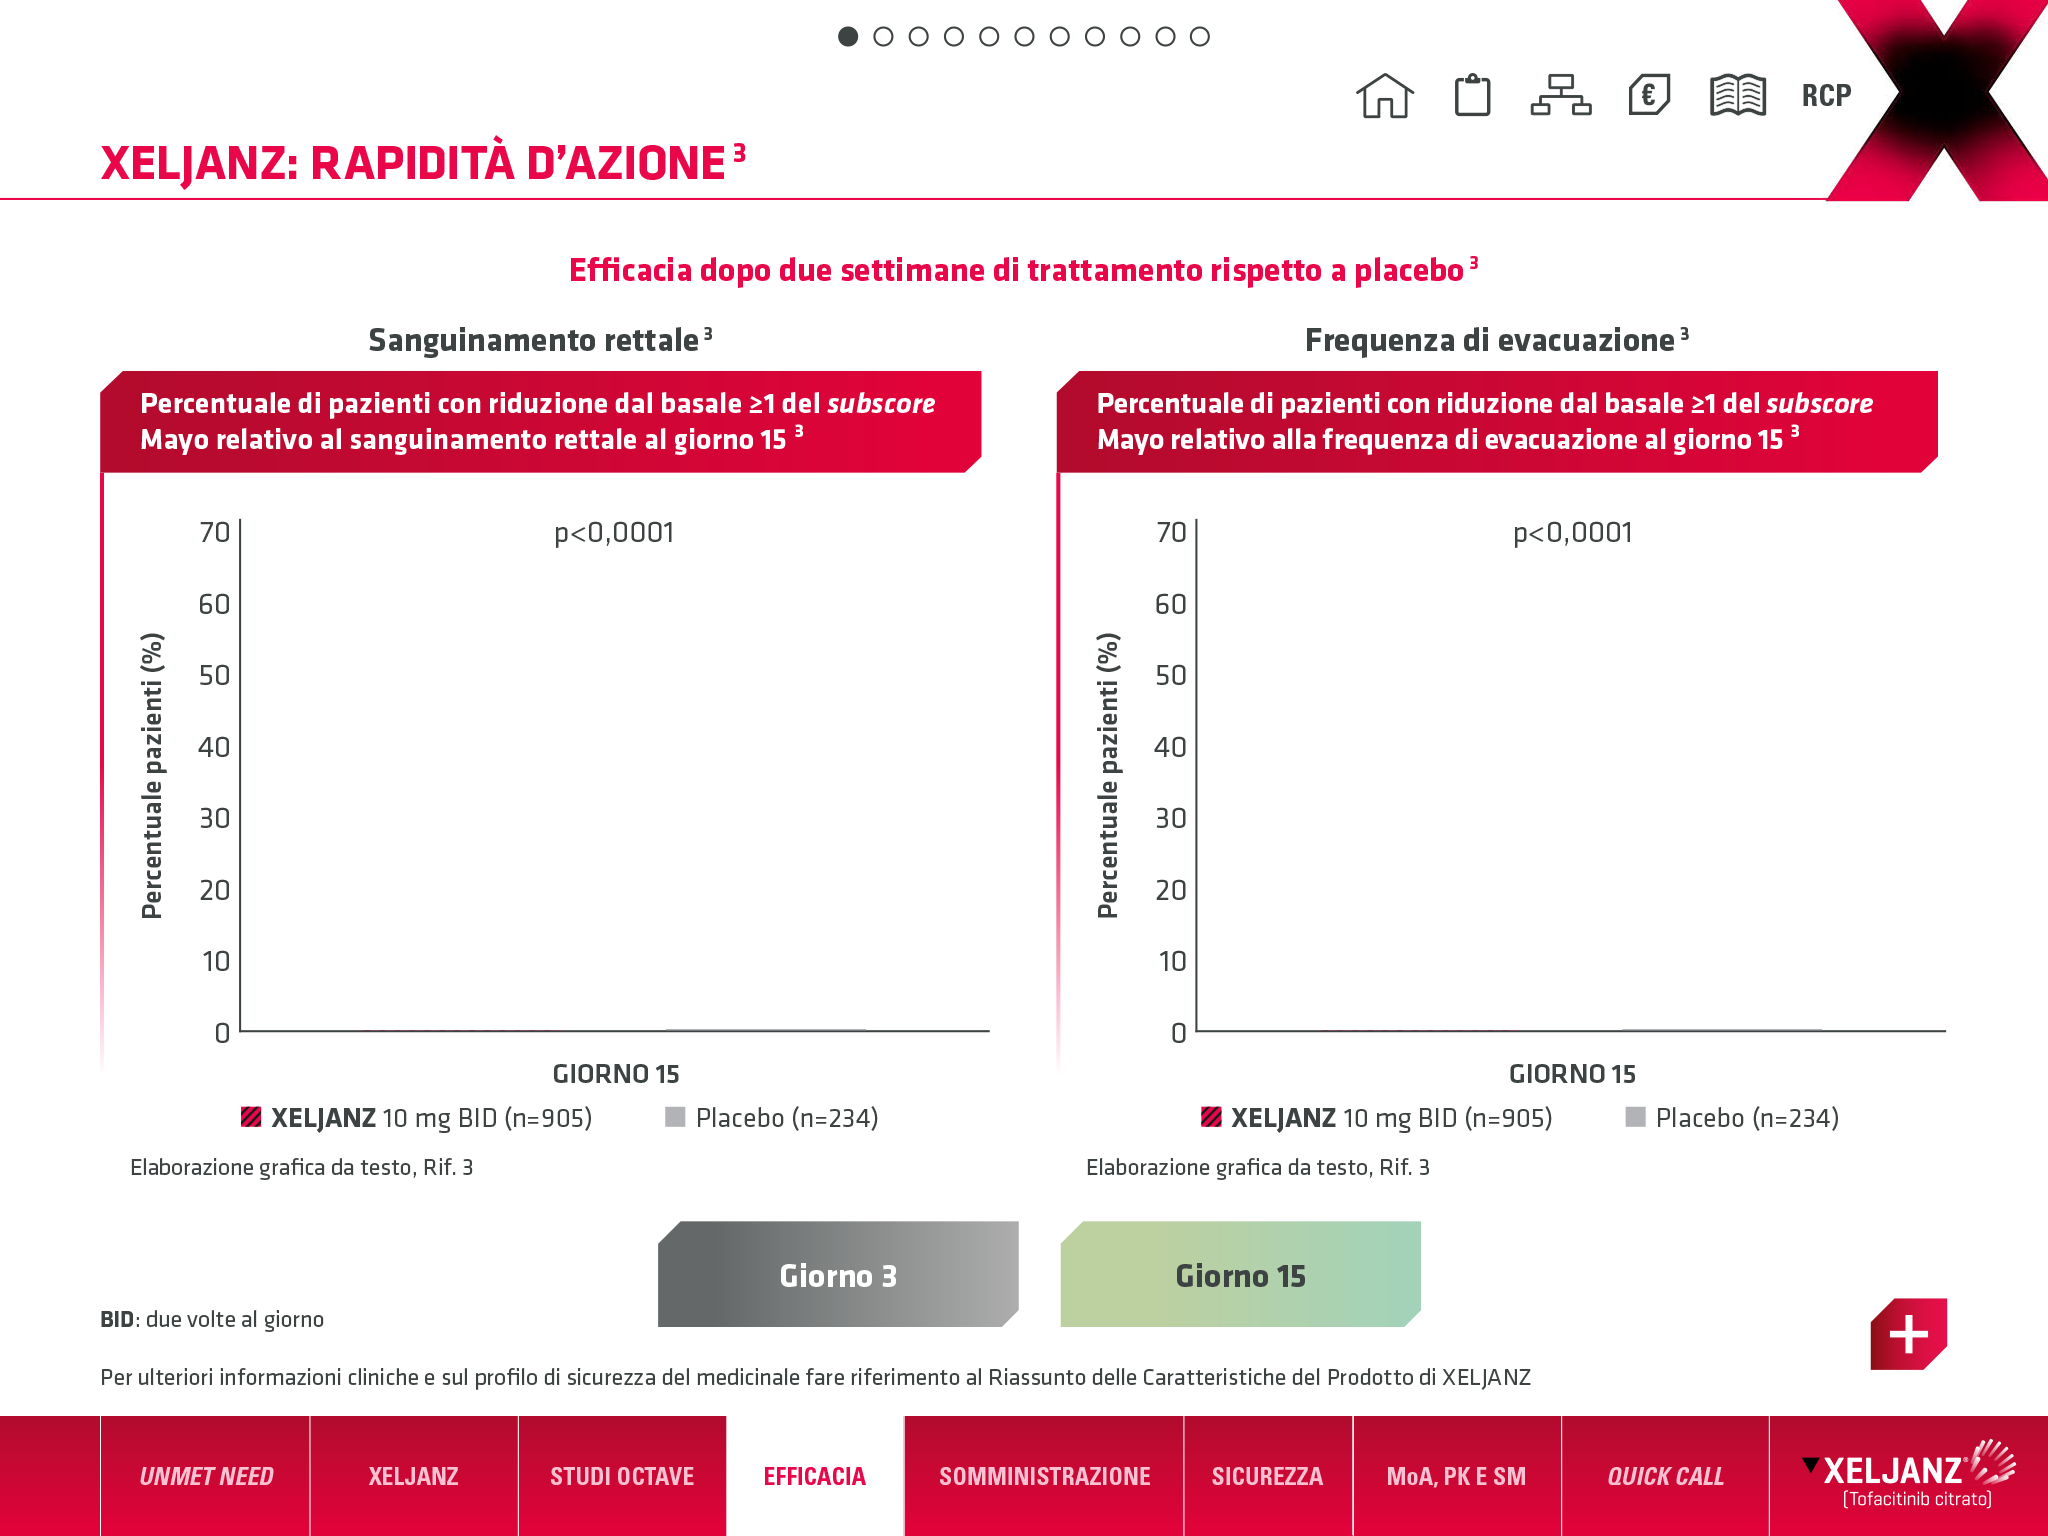 RCP
XELJANZ: RAPIDITÀ D’AZIONE 3
Efficacia dopo due settimane di trattamento rispetto a placebo 3
Sanguinamento rettale 3
Percentuale di pazienti con riduzione dal basale ≥1 del subscore
Mayo relativo al sanguinamento rettale al giorno 15 3
p<0,0001
70
60
50
40
30
20
10
0
Percentuale pazienti (%)
GIORNO 15
XELJANZ 10 mg BID (n=905)
Placebo (n=234)
Elaborazione grafica da testo, Rif. 3
Frequenza di evacuazione 3
Percentuale di pazienti con riduzione dal basale ≥1 del subscore
Mayo relativo alla frequenza di evacuazione al giorno 15 3
p<0,0001
70
60
50
40
30
20
10
0
Percentuale pazienti (%)
GIORNO 15
XELJANZ 10 mg BID (n=905)
Placebo (n=234)
Elaborazione grafica da testo, Rif. 3
Giorno 3
Giorno 15
BID: due volte al giorno
Per ulteriori informazioni cliniche e sul profilo di sicurezza del medicinale fare riferimento al Riassunto delle Caratteristiche del Prodotto di XELJANZ
UNMET NEED
XELJANZ
STUDI OCTAVE
EFFICACIA
SOMMINISTRAZIONE
SICUREZZA
MoA, PK E SM
QUICK CALL
▼XELJANZ®
[Tofacitinib citrato]